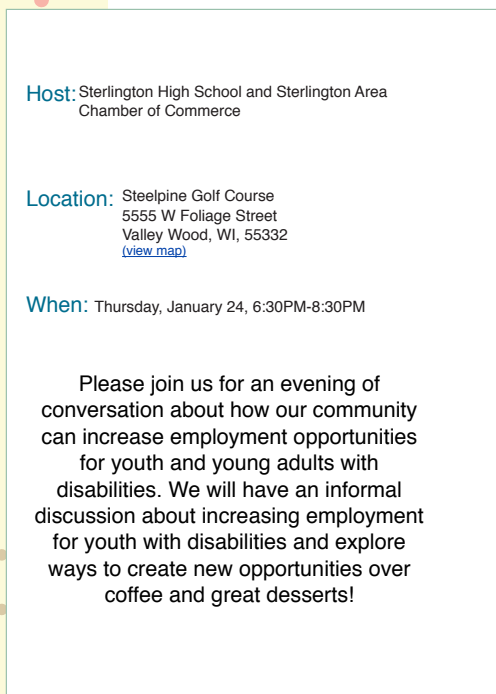 Host: Sterlington High School and Sterlington Area
Chamber of Commerce
Location: Steelpine Golf Course
5555 W Foliage Street
Valley Wood, WI, 55332
(view map)
When: Thursday, January 24, 6:30PM-8:30PM
Please join us for an evening of
conversation about how our community
can increase employment opportunities
for youth and young adults with
disabilities. We will have an informal
discussion about increasing employment
for youth with disabilities and explore
ways to create new opportunities over
coffee and great desserts!